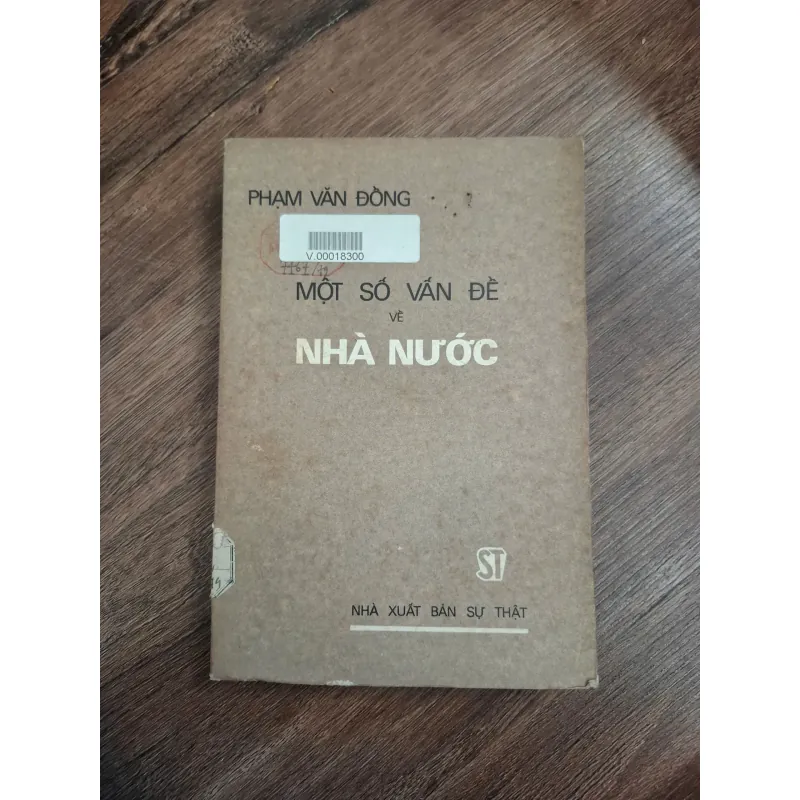 PHẠM VĂN ĐỒNG
V.00018300
MỘT SỐ VẤN ĐỀ
VỀ
NHÀ NƯỚC
ST
NHÀ XUẤT BẢN SỰ THẬT